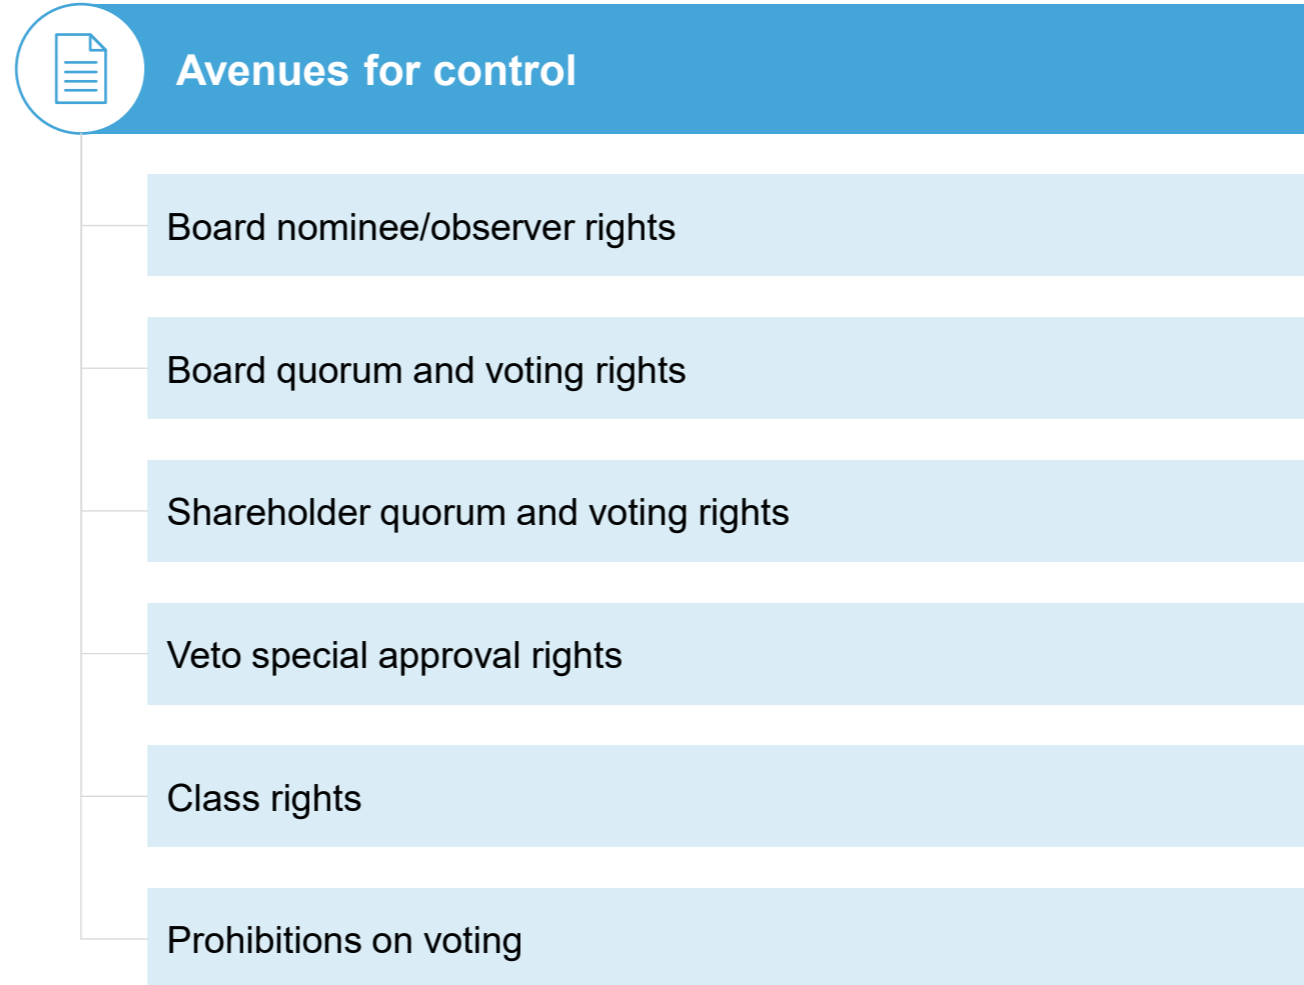 Avenues for control
Board nominee/observer rights
Board quorum and voting rights
Shareholder quorum and voting rights
Veto special approval rights
Class rights
Prohibitions on voting